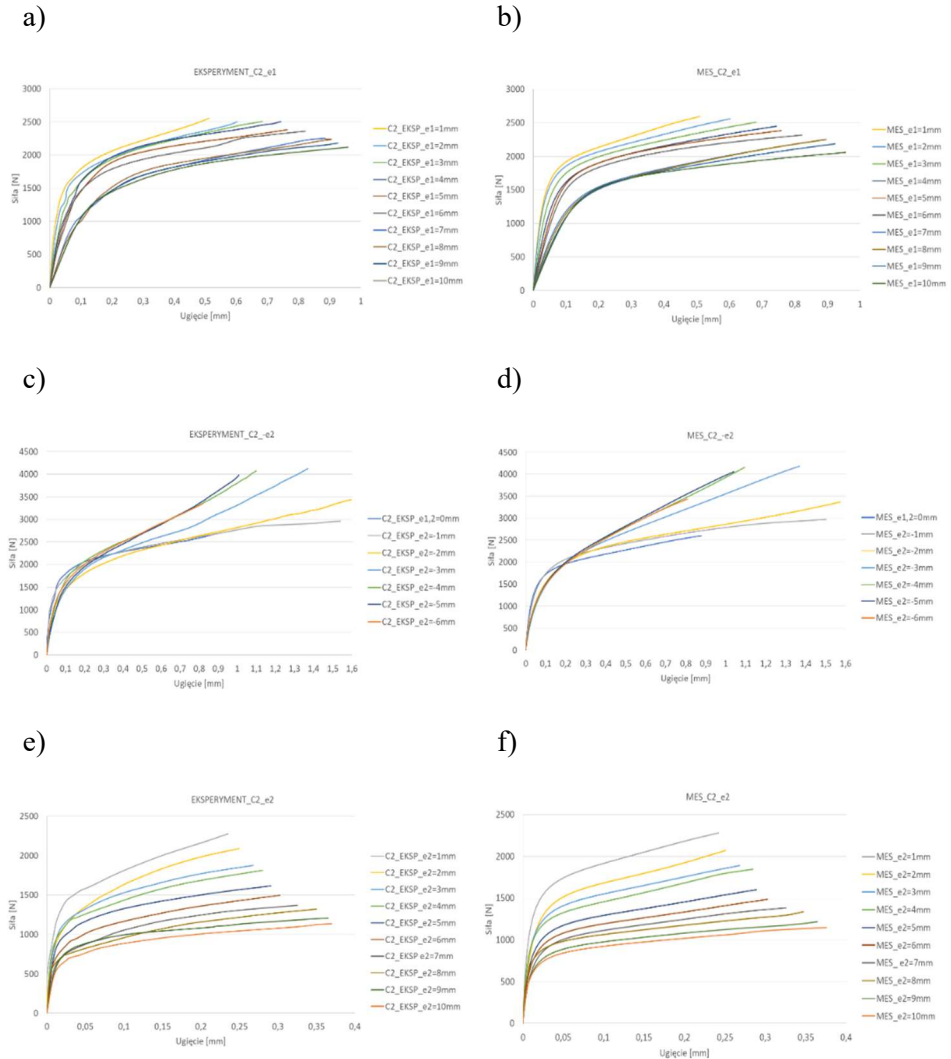 a)
EKSPERYMENT_C2_e1
3000
2500
2000
1500
1000
500
0
Siła [N]
0 0,1 0,2 0,3 0,4 0,5 0,6 0,7 0,8 0,9 1
Ugięcie [mm]
C2_EKSP_e1=1mm
C2_EKSP_e1=2mm
C2_EKSP_e1=3mm
C2_EKSP_e1=4mm
C2_EKSP_e1=5mm
C2_EKSP_e1=6mm
C2_EKSP_e1=7mm
C2_EKSP_e1=8mm
C2_EKSP_e1=9mm
C2_EKSP_e1=10mm
b)
MES_C2_e1
3000
2500
2000
1500
1000
500
0
Siła [N]
0 0,1 0,2 0,3 0,4 0,5 0,6 0,7 0,8 0,9 1
Ugięcie [mm]
MES_e1=1mm
MES_e1=2mm
MES_e1=3mm
MES_e1=4mm
MES_e1=5mm
MES_e1=6mm
MES_e1=7mm
MES_e1=8mm
MES_e1=9mm
MES_e1=10mm
c)
EKSPERYMENT_C2_-e2
4500
4000
3500
3000
2500
2000
1500
1000
500
0
Siła [N]
0 0,1 0,2 0,3 0,4 0,5 0,6 0,7 0,8 0,9 1 1,1 1,2 1,3 1,4 1,5 1,6
Ugięcie [mm]
C2_EKSP_e1,2=0mm
C2_EKSP_e2=-1mm
C2_EKSP_e2=-2mm
C2_EKSP_e2=-3mm
C2_EKSP_e2=-4mm
C2_EKSP_e2=-5mm
C2_EKSP_e2=-6mm
d)
MES_C2_-e2
4500
4000
3500
3000
2500
2000
1500
1000
500
0
Siła [N]
0 0,1 0,2 0,3 0,4 0,5 0,6 0,7 0,8 0,9 1 1,1 1,2 1,3 1,4 1,5 1,6
Ugięcie [mm]
MES_e1,2=0mm
MES_e2=-1mm
MES_e2=-2mm
MES_e2=-3mm
MES_e2=-4mm
MES_e2=-5mm
MES_e2=-6mm
e)
EKSPERYMENT_C2_e2
2500
2000
1500
1000
500
0
Siła [N]
0 0,05 0,1 0,15 0,2 0,25 0,3 0,35 0,4
Ugięcie [mm]
C2_EKSP_e2=1mm
C2_EKSP_e2=2mm
C2_EKSP_e2=3mm
C2_EKSP_e2=4mm
C2_EKSP_e2=5mm
C2_EKSP_e2=6mm
C2_EKSP e2=7mm
C2_EKSP_e2=8mm
C2_EKSP_e2=9mm
C2_EKSP_e2=10mm
f)
MES_C2_e2
2500
2000
1500
1000
500
0
Siła [N]
0 0,05 0,1 0,15 0,2 0,25 0,3 0,35 0,4
Ugięcie [mm]
MES_e2=1mm
MES_e2=2mm
MES_e2=3mm
MES_e2=4mm
MES_e2=5mm
MES_e2=6mm
MES_e2=7mm
MES_e2=8mm
MES_e2=9mm
MES_e2=10mm